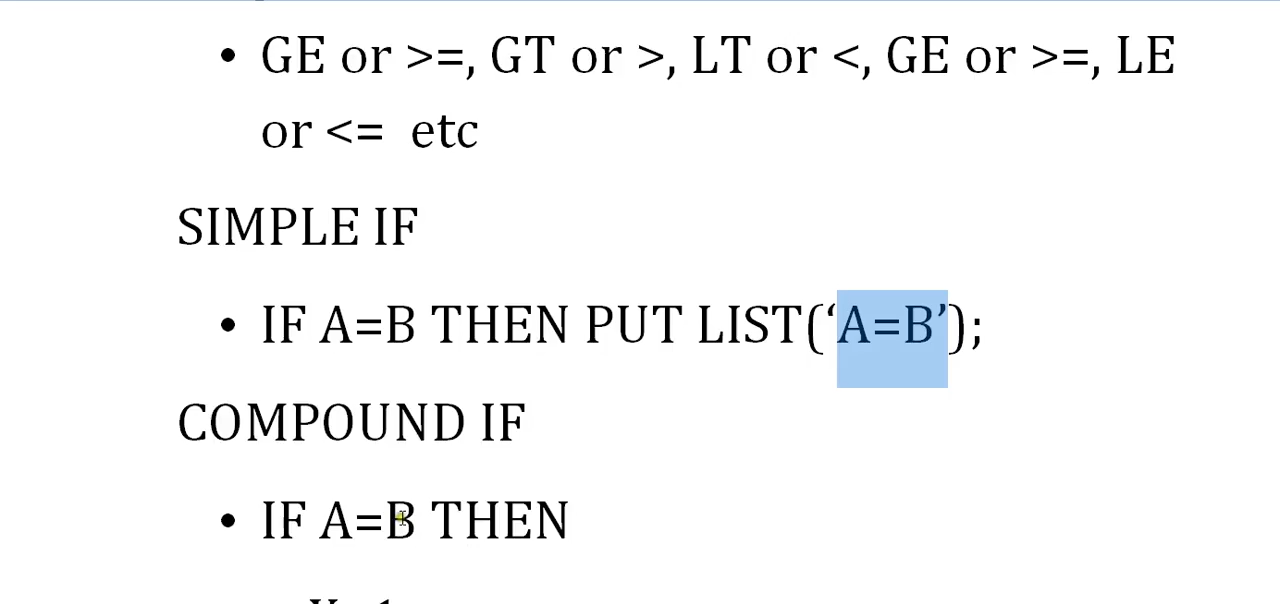 • GE or >=, GT or >, LT or <, GE or >=, LE
or <= etc
SIMPLE IF
• IF A=B THEN PUT LIST(‘A=B’);
COMPOUND IF
• IF A=B THEN